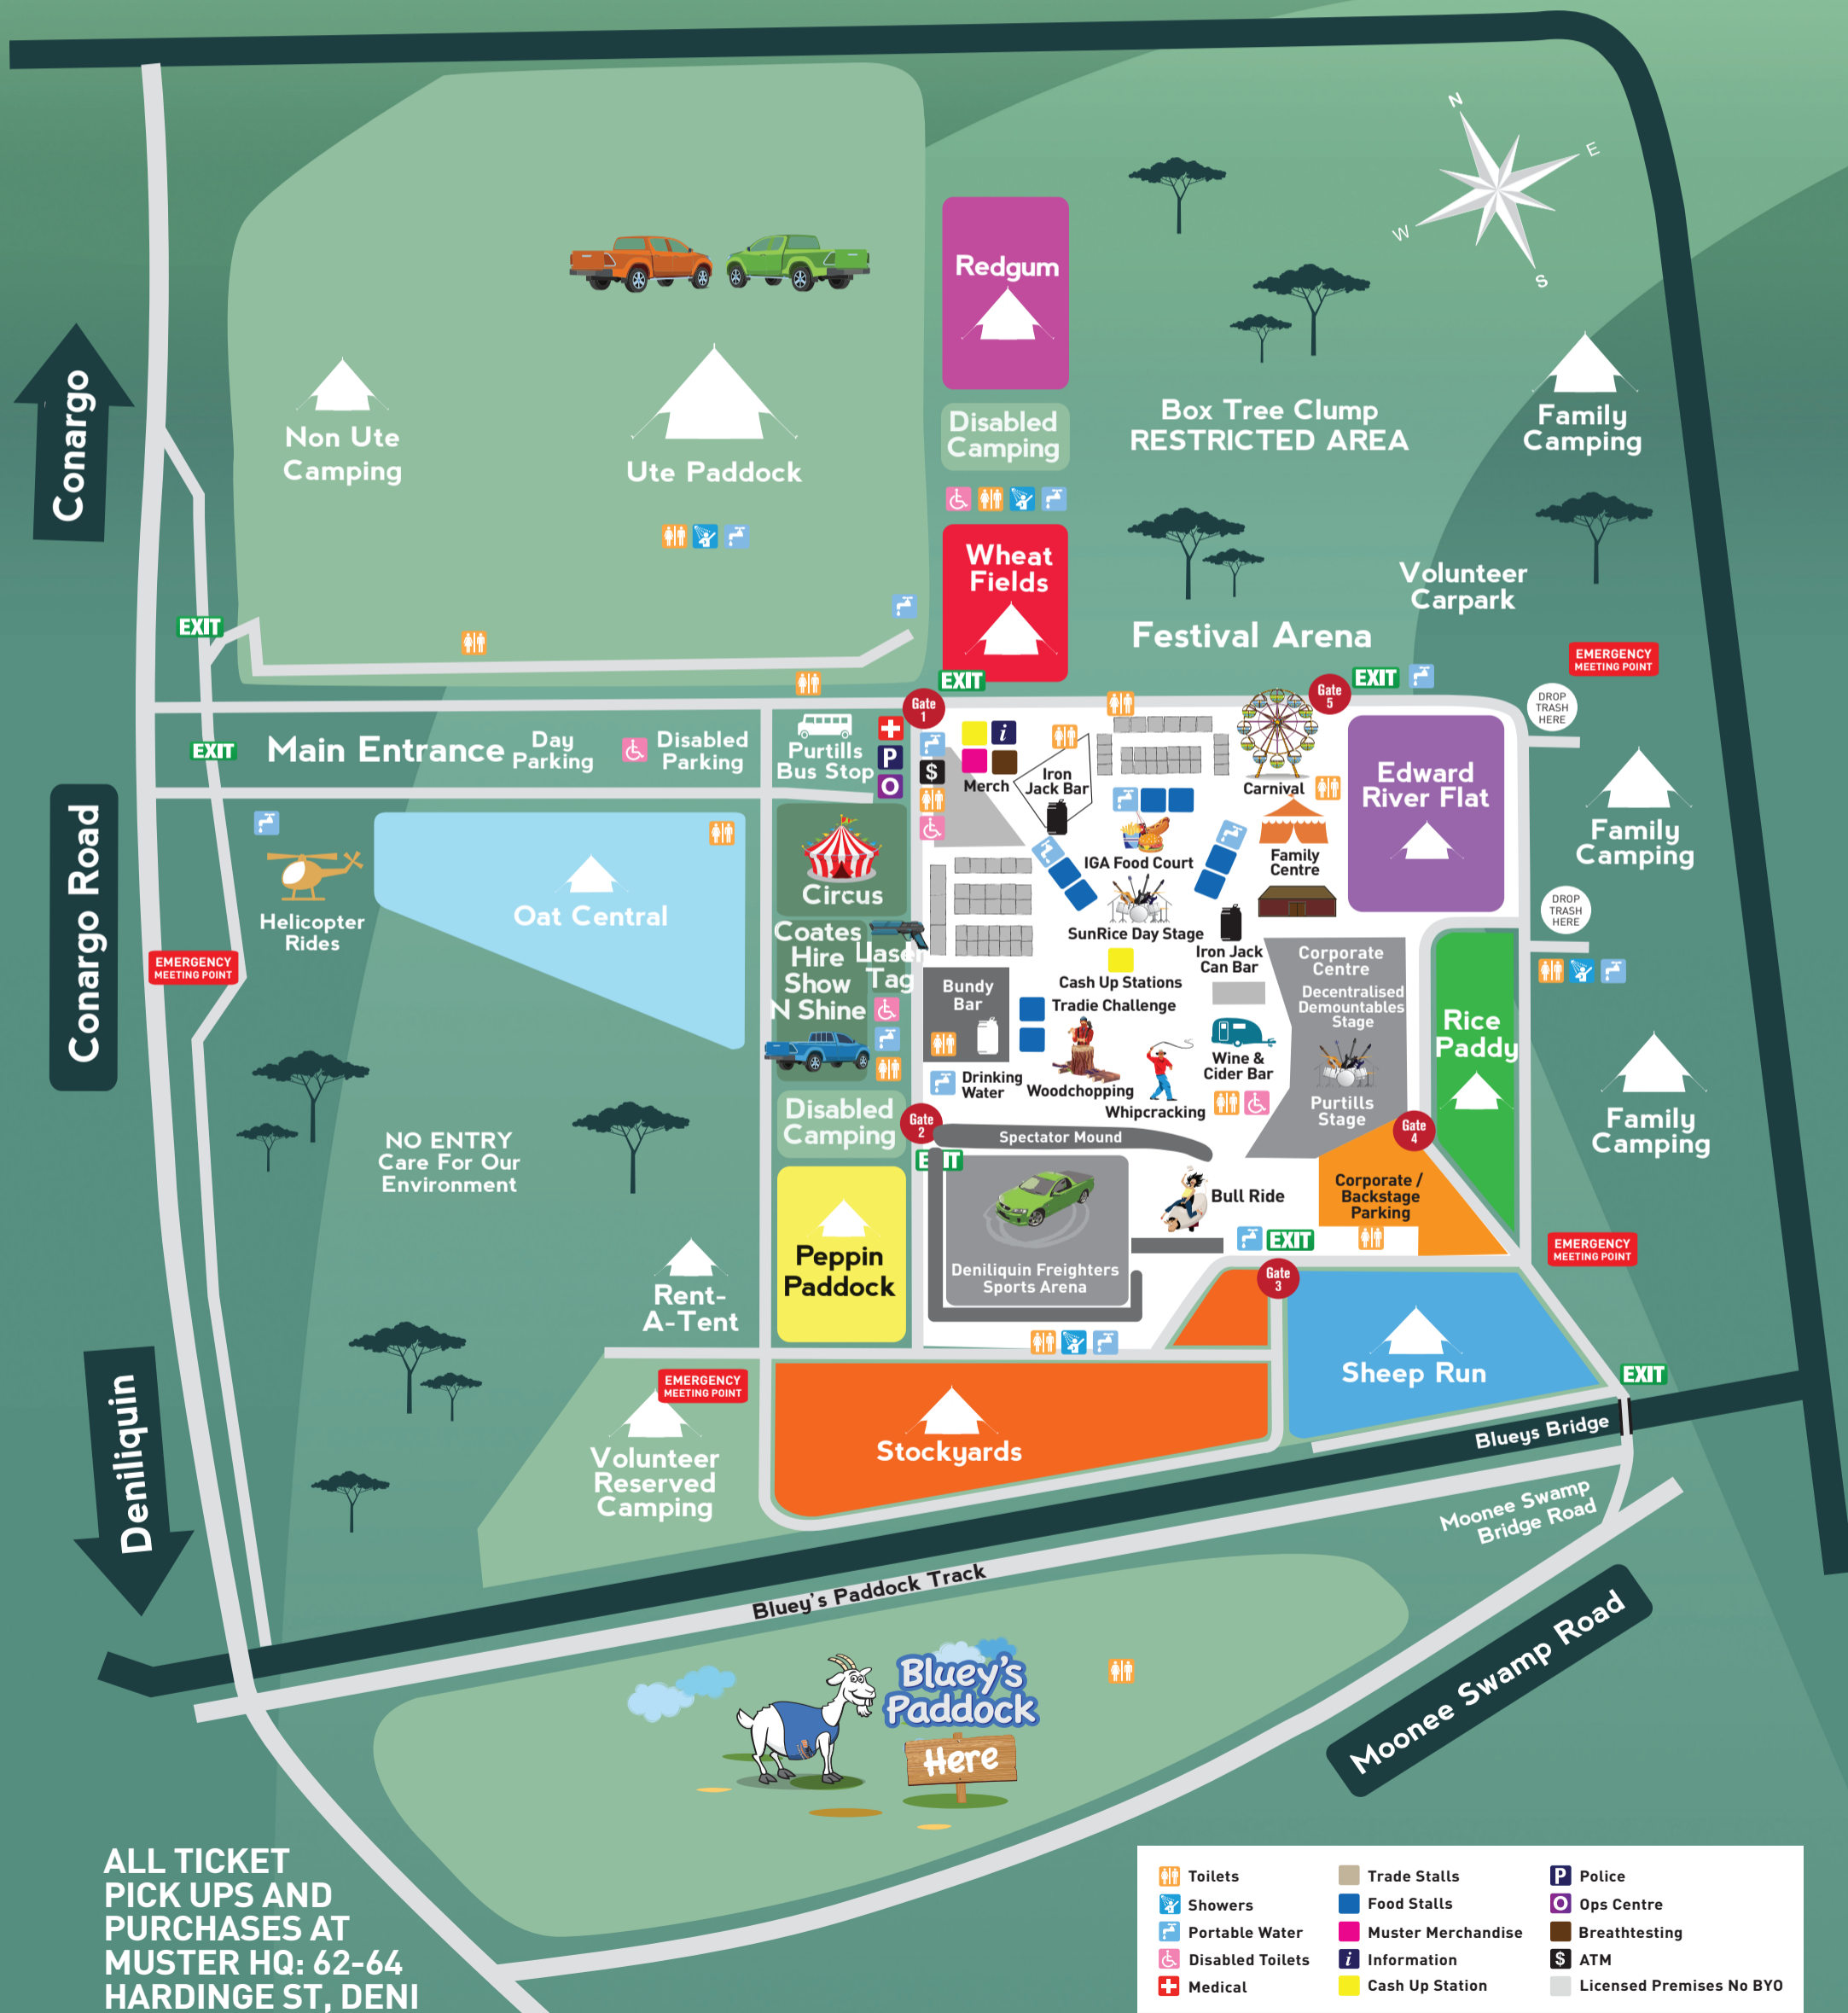 N
E
W
S
Redgum
Disabled
Camping
Box Tree Clump
RESTRICTED AREA
Family
Camping
Conargo
Non Ute
Camping
Ute Paddock
Wheat
Fields
Volunteer
Carpark
Festival Arena
EMERGENCY
MEETING POINT
EXIT
EXIT
EXIT
Gate
5
Gate
1
DROP
TRASH
HERE
EXIT
Main Entrance
Day
Parking
Disabled
Parking
Purtills
Bus Stop
P
O
$
i
Merch
Iron
Jack Bar
Carnival
Edward
River Flat
Family
Camping
Conargo Road
Helicopter
Rides
Oat Central
Circus
IGA Food Court
Family
Centre
DROP
TRASH
HERE
SunRice Day Stage
Coates
Hire
Show
N Shine
Laser
Tag
EMERGENCY
MEETING POINT
Iron Jack
Can Bar
Corporate
Centre
Decentralised
Demountables
Stage
Cash Up Stations
Bundy
Bar
Tradie Challenge
Rice
Paddy
Wine &
Cider Bar
Drinking
Water
Woodchopping
Whipcracking
Purtills
Stage
Family
Camping
NO ENTRY
Care For Our
Environment
Disabled
Camping
Gate
2
Spectator Mound
Gate
4
EXIT
Bull Ride
Corporate /
Backstage
Parking
EXIT
EMERGENCY
MEETING POINT
Peppin
Paddock
Deniliquin Freighters
Sports Arena
Gate
3
Rent-
A-Tent
EMERGENCY
MEETING POINT
Sheep Run
EXIT
Deniliquin
Volunteer
Reserved
Camping
Stockyards
Blueys Bridge
Moonee Swamp
Bridge Road
Bluey's Paddock Track
Moonee Swamp Road
Bluey's
Paddock
Here
ALL TICKET
PICK UPS AND
PURCHASES AT
MUSTER HQ: 62-64
HARDINGE ST, DENI
Toilets
Showers
Portable Water
Disabled Toilets
Medical
Trade Stalls
Food Stalls
Muster Merchandise
i Information
Cash Up Station
P Police
O Ops Centre
Breathtesting
$ ATM
Licensed Premises No BYO